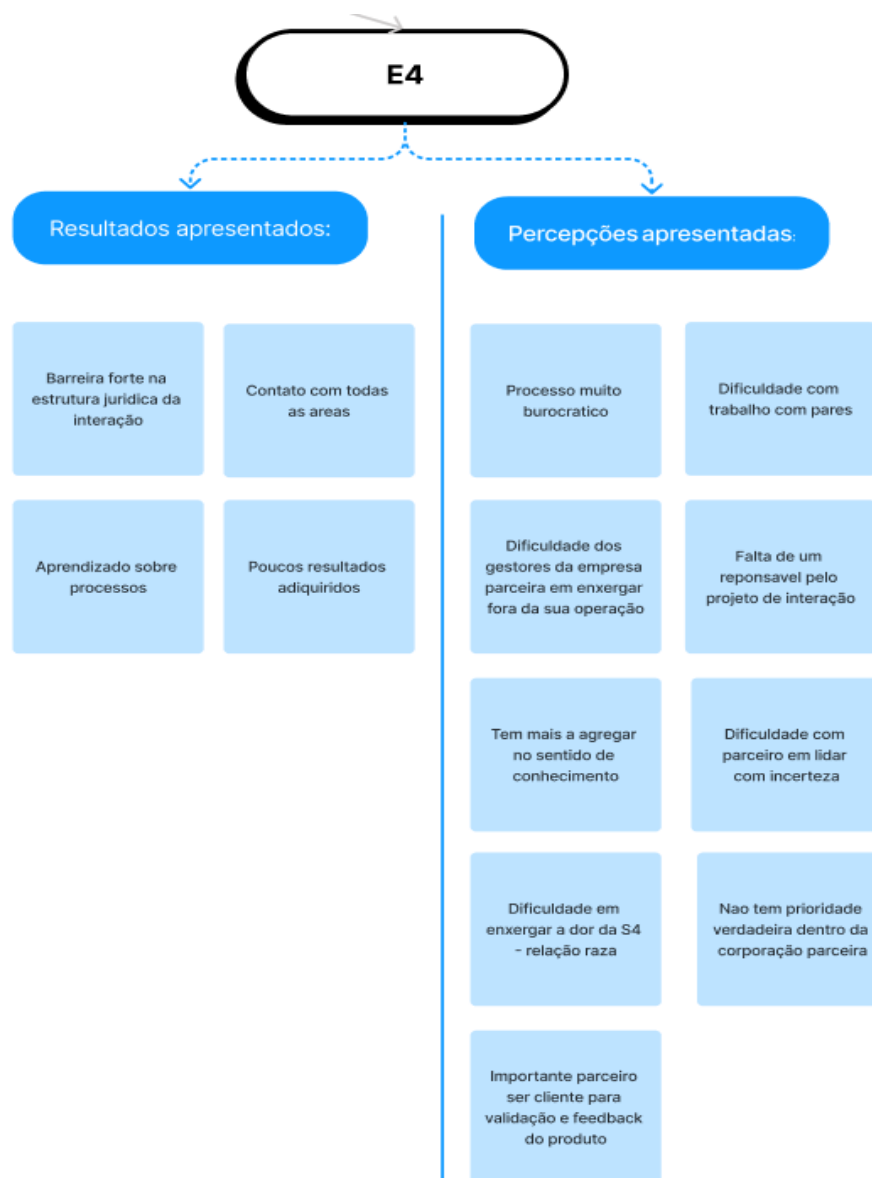 E4
Resultados apresentados:
Barreira forte na
estrutura juridica da
interação
Contato com todas
as areas
Aprendizado sobre
processos
Poucos resultados
adiquiridos
Percepções apresentadas:
Processo muito
burocratico
Dificuldade com
trabalho com pares
Dificuldade dos
gestores da empresa
parceira em enxergar
fora da sua operação
Falta de um
reponsavel pelo
projeto de interação
Tem mais a agregar
no sentido de
conhecimento
Dificuldade com
parceiro em lidar
com incerteza
Dificuldade em
enxergar a dor da S4
- relação raza
Nao tem prioridade
verdadeira dentro da
corporação parceira
Importante parceiro
ser cliente para
validação e feedback
do produto